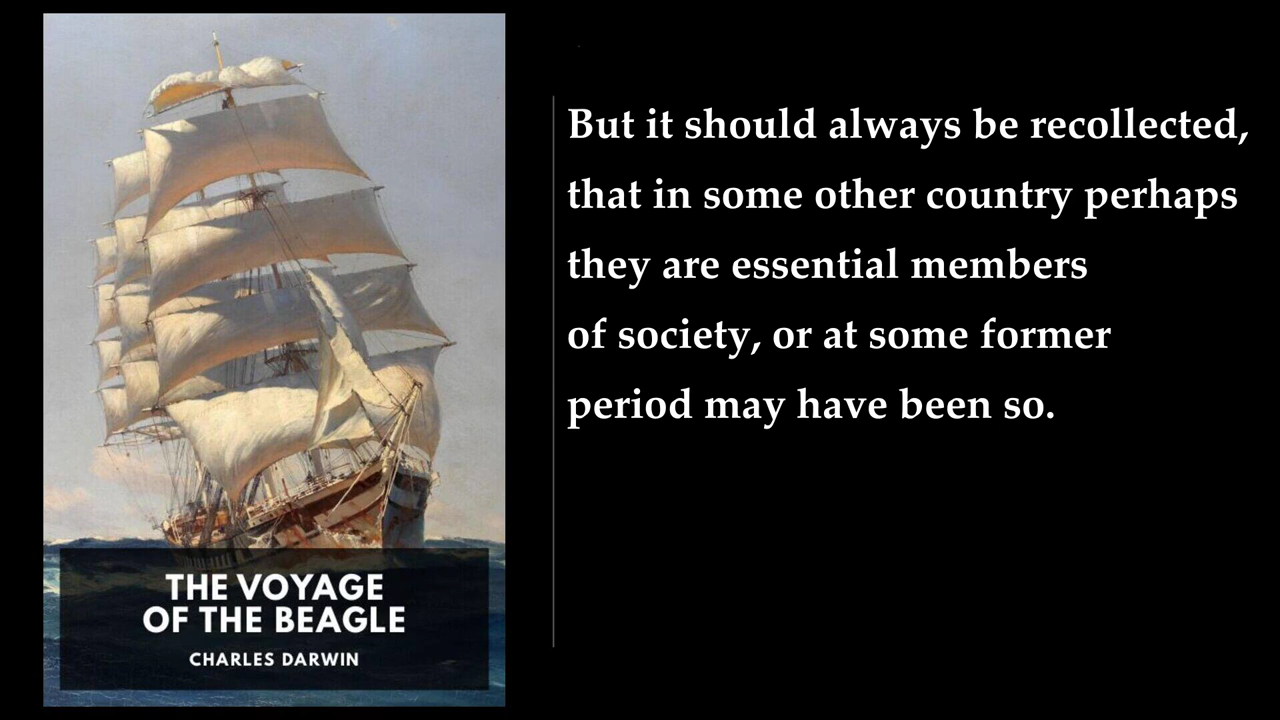 THE VOYAGE
OF THE BEAGLE
CHARLES DARWIN
But it should always be recollected,
that in some other country perhaps
they are essential members
of society, or at some former
period may have been so.